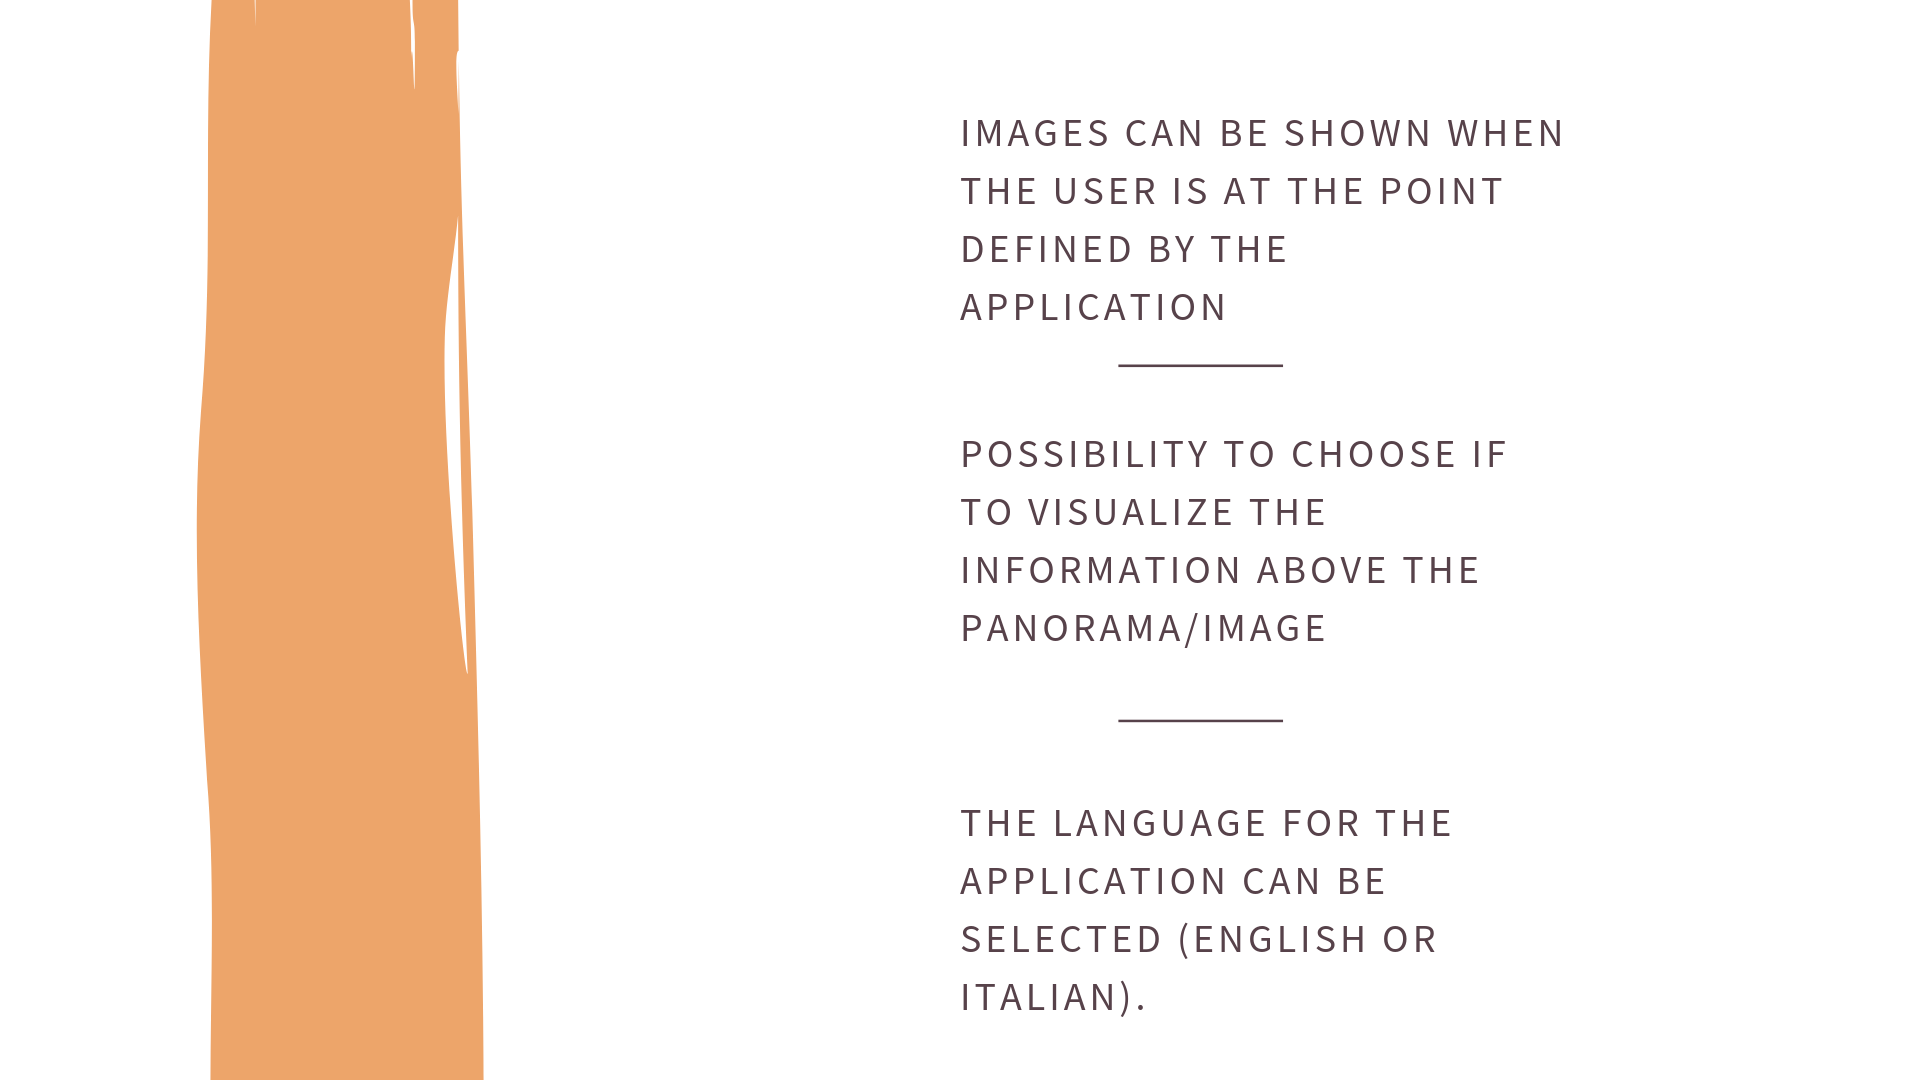 IMAGES CAN BE SHOWN WHEN
THE USER IS AT THE POINT
DEFINED BY THE
APPLICATION
POSSIBILITY TO CHOOSE IF
TO VISUALIZE THE
INFORMATION ABOVE THE
PANORAMA/IMAGE
THE LANGUAGE FOR THE
APPLICATION CAN BE
SELECTED (ENGLISH OR
ITALIAN).